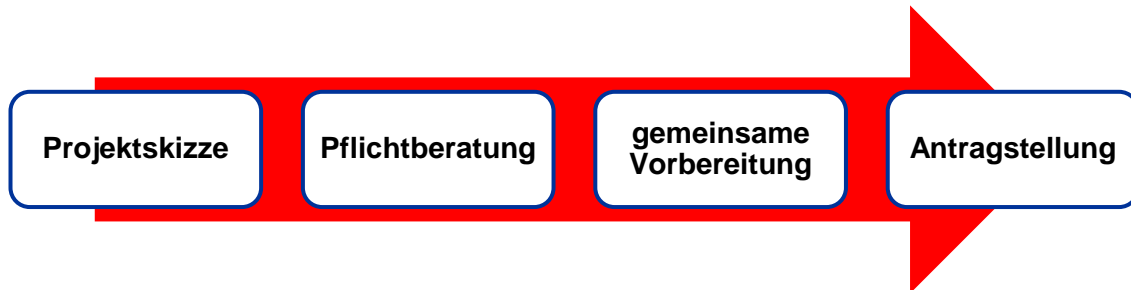 Projektskizze
Pflichtberatung
gemeinsame
Vorbereitung
Antragstellung